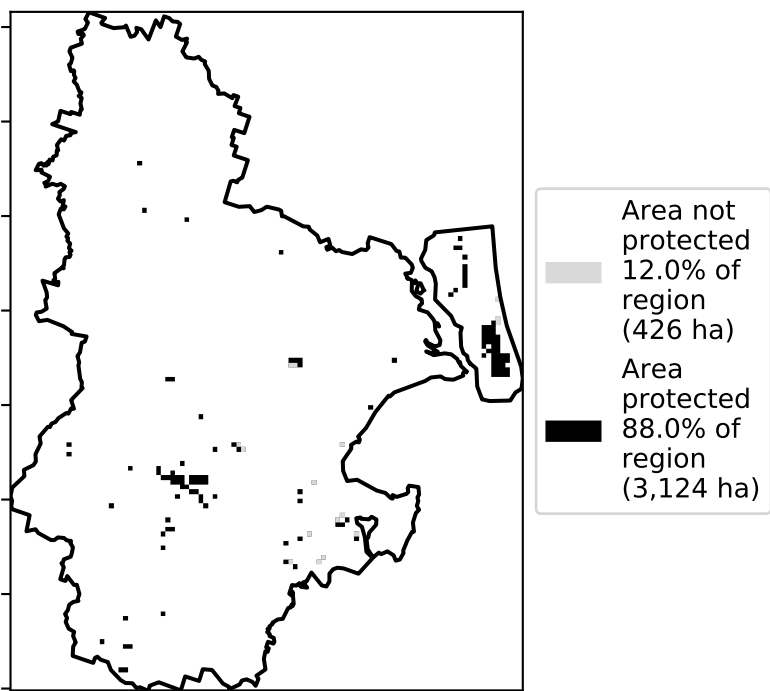 Area not
protected
12.0% of
region
(426 ha)
Area
protected
88.0% of
region
(3,124 ha)